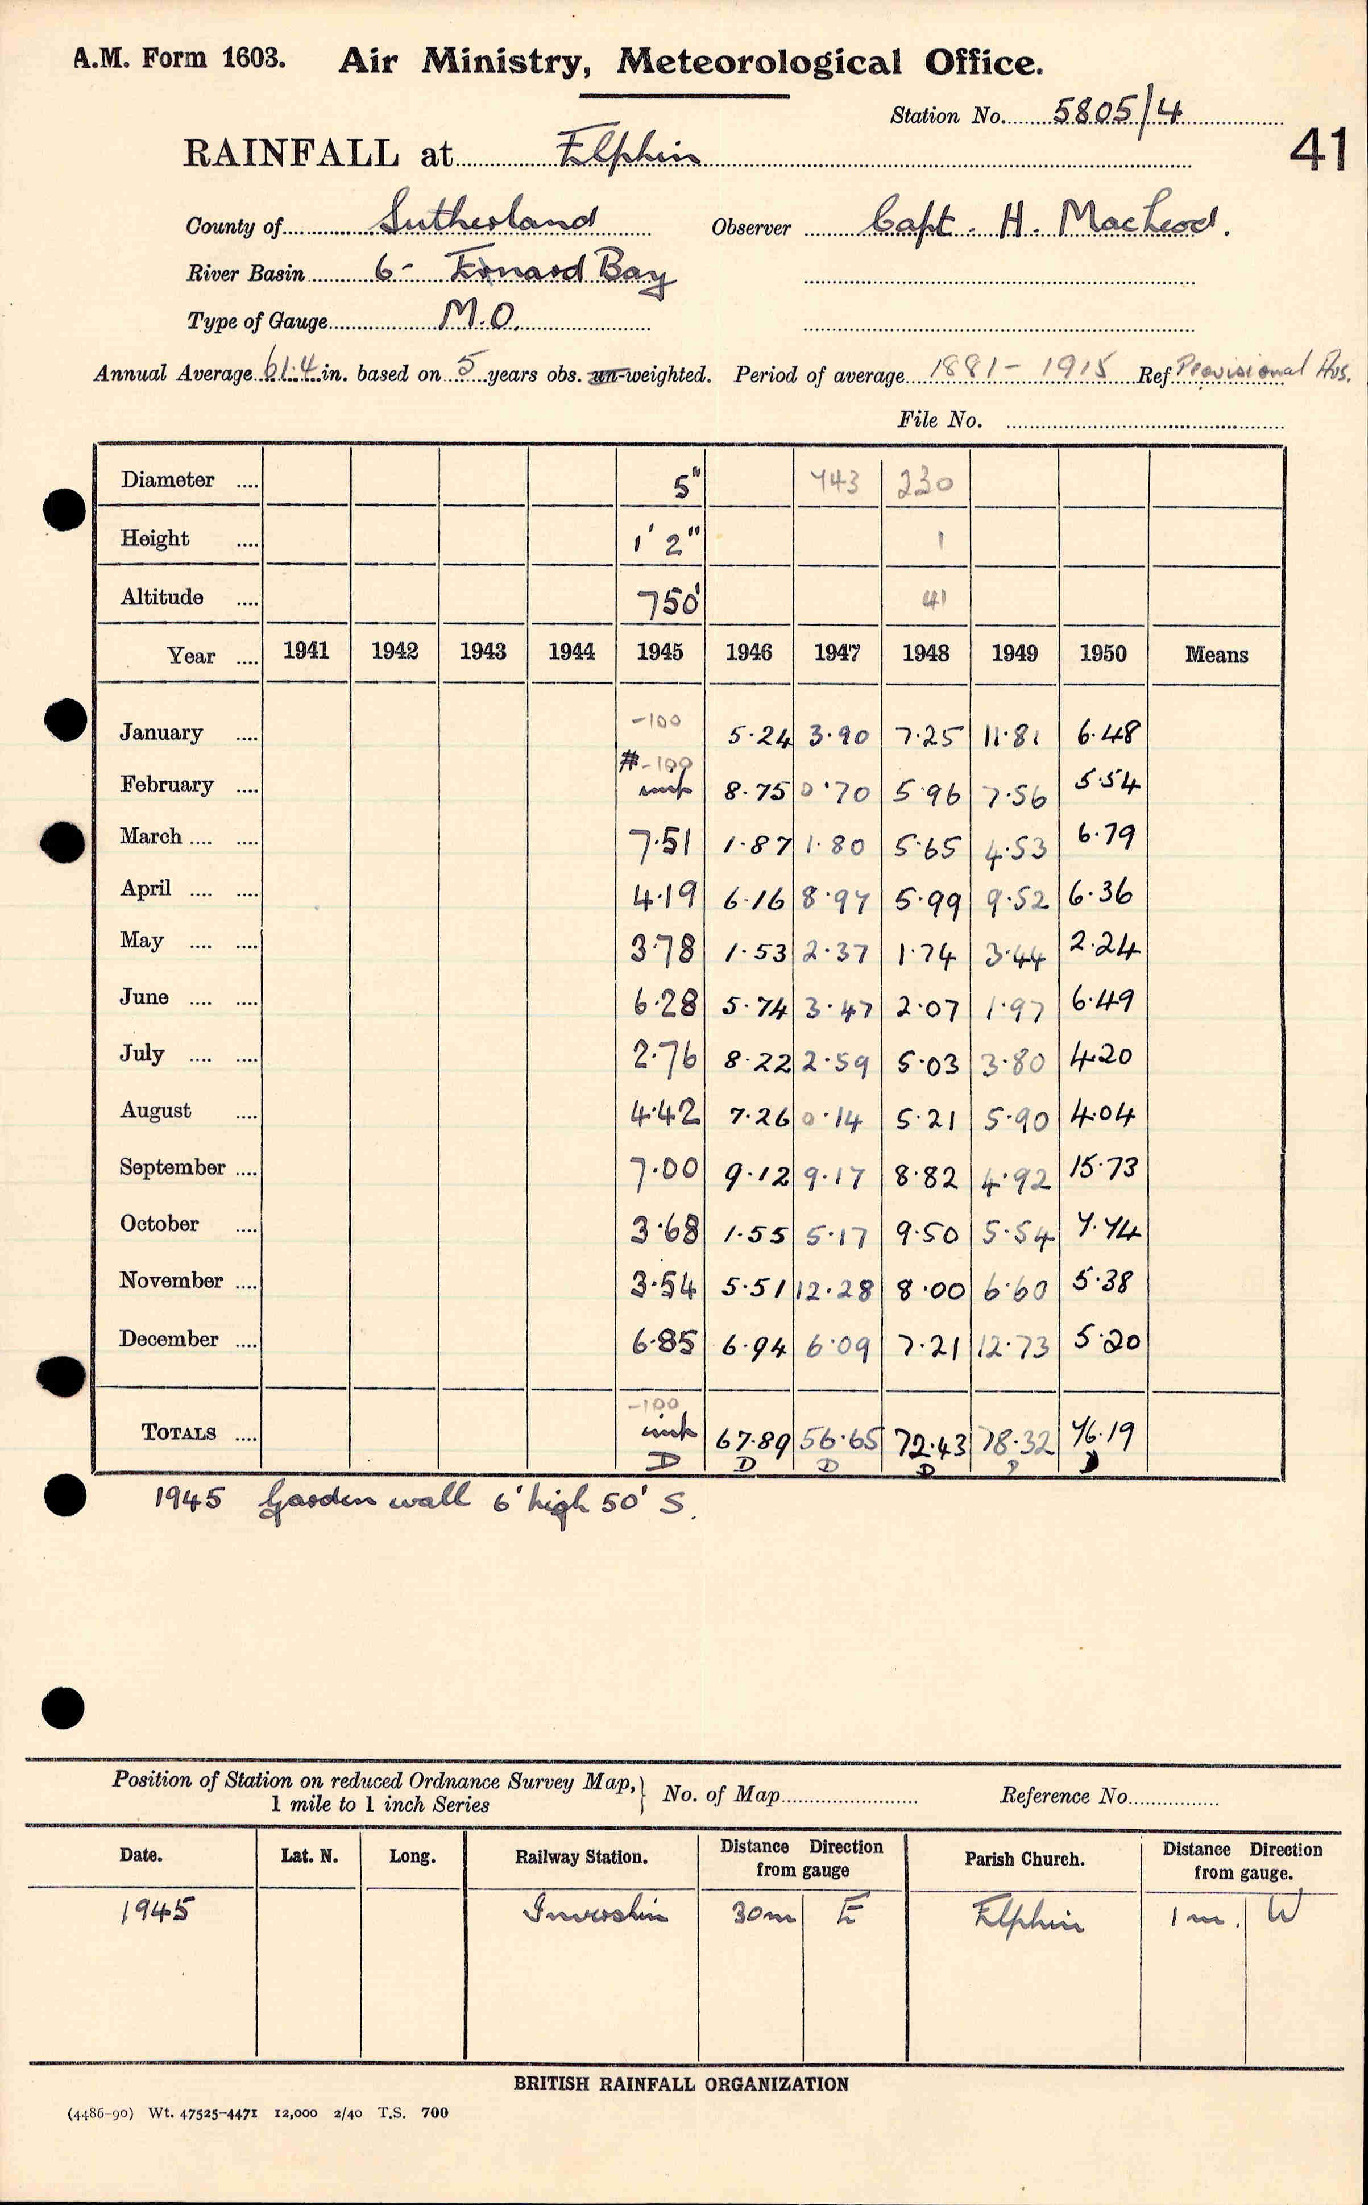 A.M. Form 1603. Air Ministry, Meteorological Office.
Station No. 5805/4
RAINFALL at Elphin 41
County of Sutherland Observer Capt. H. MacLeod.
River Basin 6 - Enard Bay
Type of Gauge M.O.
Annual Average 61.4 in. based on 5 years obs. un-weighted. Period of average 1881 - 1915 Ref Provisional Avs.
File No.
Diameter 5" 743 230
Height 1' 2" 1
Altitude 750' 41
Year 1941 1942 1943 1944 1945 1946 1947 1948 1949 1950 Means
January -100 5.24 3.90 7.25 11.81 6.48
February # -100 8.75 0.70 5.96 7.56 5.54
March 7.51 1.87 1.80 5.65 4.53 6.79
April 4.19 6.16 8.97 5.99 9.52 6.36
May 3.78 1.53 2.37 1.74 3.44 2.24
June 6.28 5.74 3.47 2.07 1.97 6.49
July 2.76 8.22 2.59 5.03 3.80 4.20
August 4.42 7.26 0.14 5.21 5.90 4.04
September 7.00 9.12 9.17 8.82 4.92 15.73
October 3.68 1.55 5.17 9.50 5.54 7.74
November 3.54 5.51 12.28 8.00 6.60 5.38
December 6.85 6.94 6.09 7.21 12.73 5.20
TOTALS -100 67.89 56.65 72.43 78.32 76.19
D D D D D D
1945 Garden wall 6' high 50' S.
Position of Station on reduced Ordnance Survey Map, 1 mile to 1 inch Series } No. of Map Reference No.
Date. Lat. N. Long. Railway Station. Distance Direction from gauge Parish Church. Distance Direction from gauge.
1945 Invershin 30m E Elphin 1 m. W
BRITISH RAINFALL ORGANIZATION
(4486-90) Wt. 47525-4471 12,000 2/40 T.S. 700